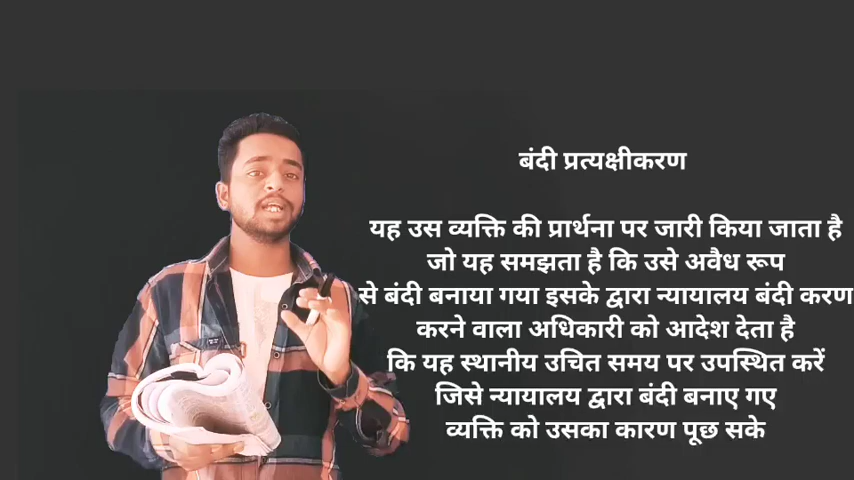 बंदी प्रत्यक्षीकरण
यह उस व्यक्ति की प्रार्थना पर जारी किया जाता है
जो यह समझता है कि उसे अवैध रूप
से बंदी बनाया गया इसके द्वारा न्यायालय बंदी करण
करने वाला अधिकारी को आदेश देता है
कि यह स्थानीय उचित समय पर उपस्थित करें
जिसे न्यायालय द्वारा बंदी बनाए गए
व्यक्ति को उसका कारण पूछ सके